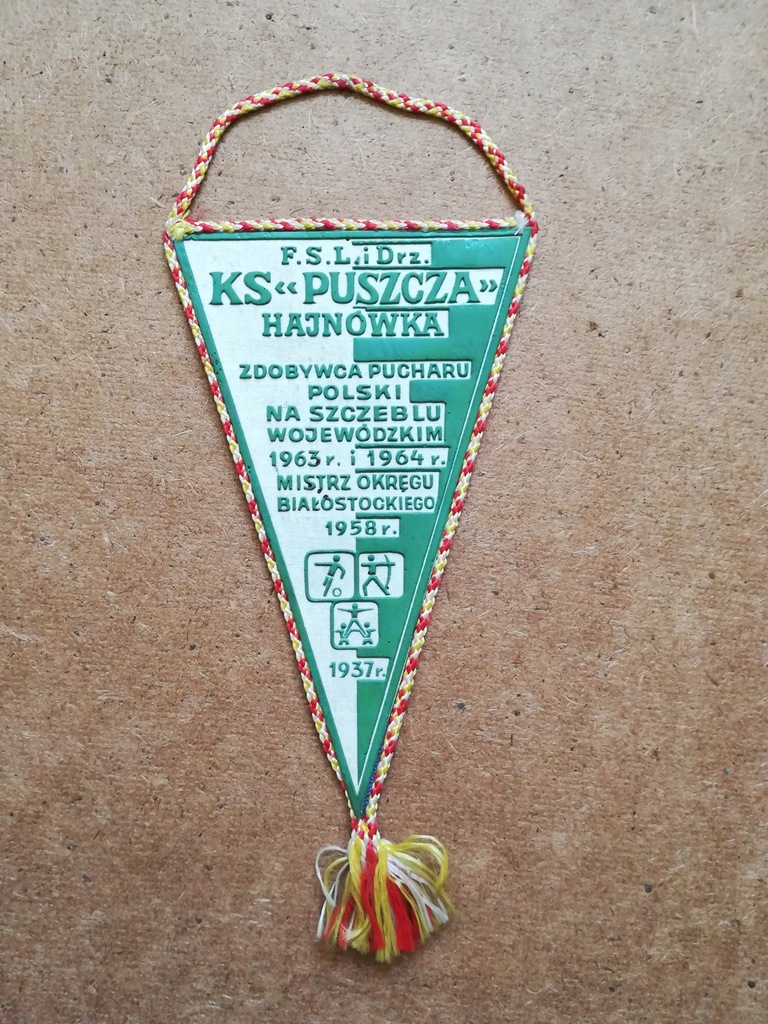 F.S.L. i Drz.
KS «PUSZCZA»
HAJNÓWKA
ZDOBYWCA PUCHARU
POLSKI
NA SZCZEBLU
WOJEWÓDZKIM
1963 r. i 1964 r.
MISTRZ OKRĘGU
BIAŁOSTOCKIEGO
1958 r.
1937 r.